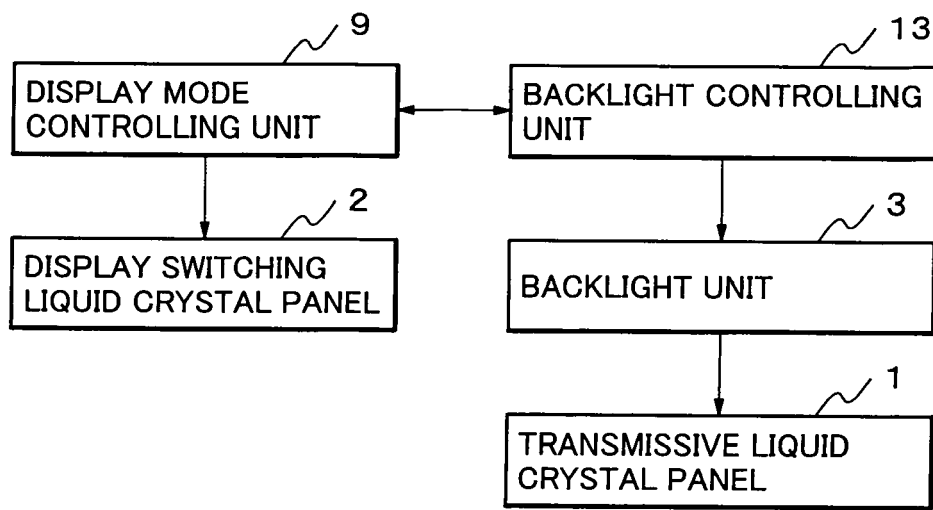 9
13
DISPLAY MODE
CONTROLLING UNIT
BACKLIGHT CONTROLLING
UNIT
2
3
DISPLAY SWITCHING
LIQUID CRYSTAL PANEL
BACKLIGHT UNIT
1
TRANSMISSIVE LIQUID
CRYSTAL PANEL